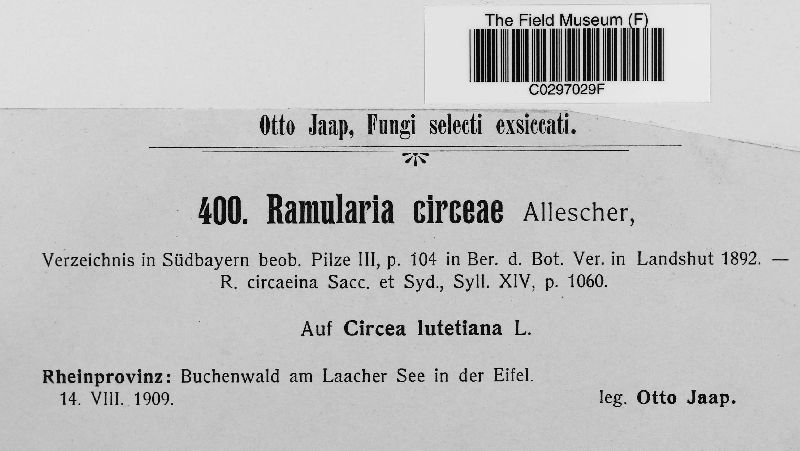 The Field Museum (F)
C0297029F
Otto Jaap, Fungi selecti exsiccati.
400. Ramularia circeae Allescher,
Verzeichnis in Südbayern beob. Pilze III, p. 104 in Ber. d. Bot. Ver. in Landshut 1892. —
R. circaeina Sacc. et Syd., Syll. XIV, p. 1060.
Auf Circea lutetiana L.
Rheinprovinz: Buchenwald am Laacher See in der Eifel.
14. VIII. 1909. leg. Otto Jaap.